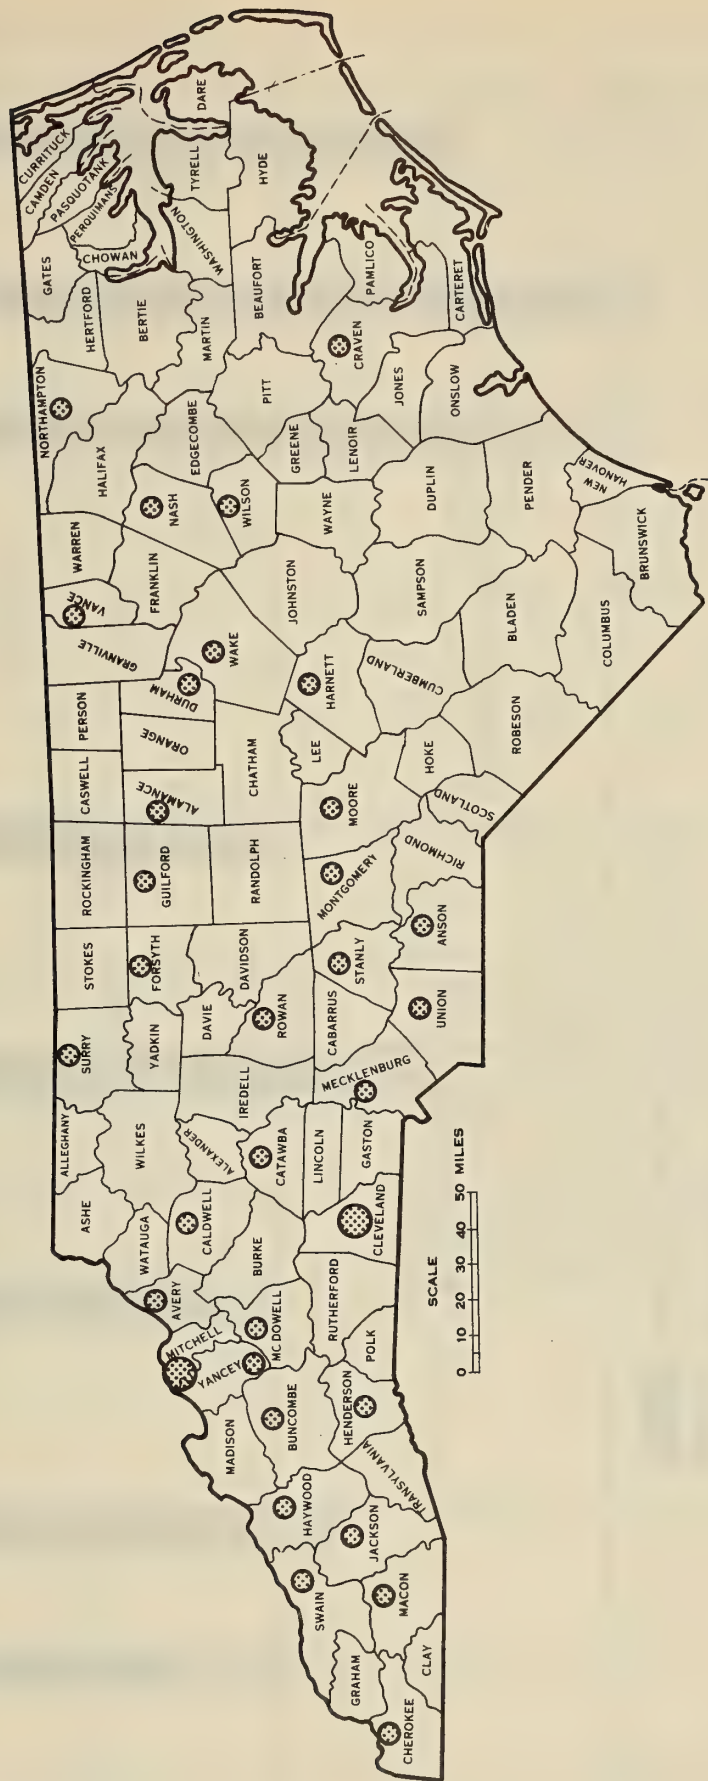 CURRITUCK
CAMDEN
PASQUOTANK
PERQUIMANS
GATES
CHOWAN
HERTFORD
BERTIE
NORTHAMPTON
HALIFAX
WARREN
VANCE
GRANVILLE
PERSON
CASWELL
ROCKINGHAM
STOKES
SURRY
ALLEGHANY
ASHE
DARE
TYRELL
WASHINGTON
MARTIN
EDGECOMBE
NASH
FRANKLIN
DURHAM
ORANGE
ALAMANCE
GUILFORD
FORSYTH
YADKIN
WILKES
WATAUGA
AVERY
MITCHELL
YANCEY
MADISON
HYDE
BEAUFORT
PITT
WILSON
WAKE
CHATHAM
RANDOLPH
DAVIDSON
DAVIE
IREDELL
ALEXANDER
CALDWELL
BURKE
MC DOWELL
BUNCOMBE
HAYWOOD
SWAIN
GRAHAM
CHEROKEE
PAMLICO
CRAVEN
GREENE
LENOIR
WAYNE
JOHNSTON
HARNETT
LEE
MOORE
MONTGOMERY
STANLY
ROWAN
CABARRUS
MECKLENBURG
CATAWBA
LINCOLN
GASTON
CLEVELAND
RUTHERFORD
POLK
HENDERSON
TRANSYLVANIA
JACKSON
MACON
CLAY
CARTERET
JONES
ONSLOW
DUPLIN
SAMPSON
CUMBERLAND
HOKE
SCOTLAND
RICHMOND
ANSON
UNION
PENDER
NEW
HANOVER
BLADEN
ROBESON
BRUNSWICK
COLUMBUS
SCALE
0 10 20 30 40 50 MILES